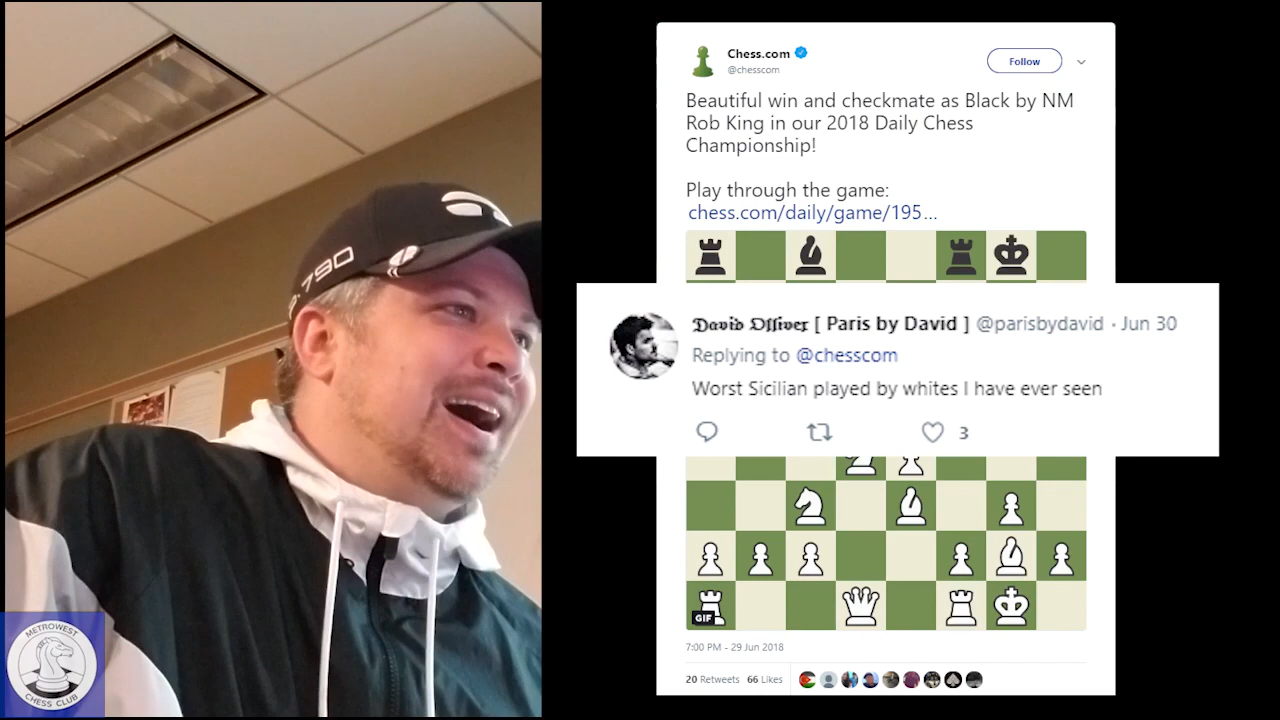 .790
METROWEST
CHESS CLUB
Chess.com
@chesscom
Follow
Beautiful win and checkmate as Black by NM
Rob King in our 2018 Daily Chess
Championship!
Play through the game:
chess.com/daily/game/195...
𝕯𝖆𝖛𝖎𝖉 𝕺𝖑𝖑𝖎𝖛𝖊𝖗 [ Paris by David ] @parisbydavid · Jun 30
Replying to @chesscom
Worst Sicilian played by whites I have ever seen
3
GIF
7:00 PM - 29 Jun 2018
20 Retweets 66 Likes